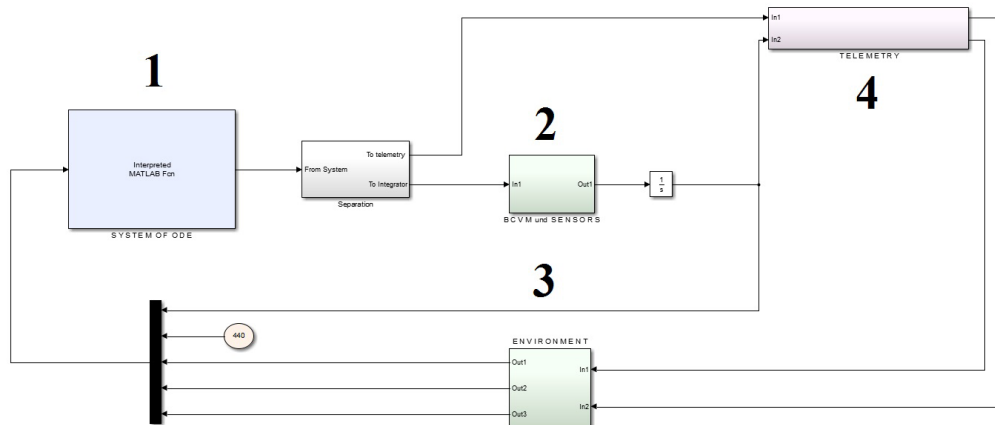 1
Interpreted
MATLAB Fcn
SYSTEM OF ODE
From System
To telemetry
To Integrator
Separation
2
In1
Out1
BCVM und SENSORS
1
s
In1
In2
TELEMETRY
4
3
440
ENVIRONMENT
Out1
Out2
Out3
In1
In2